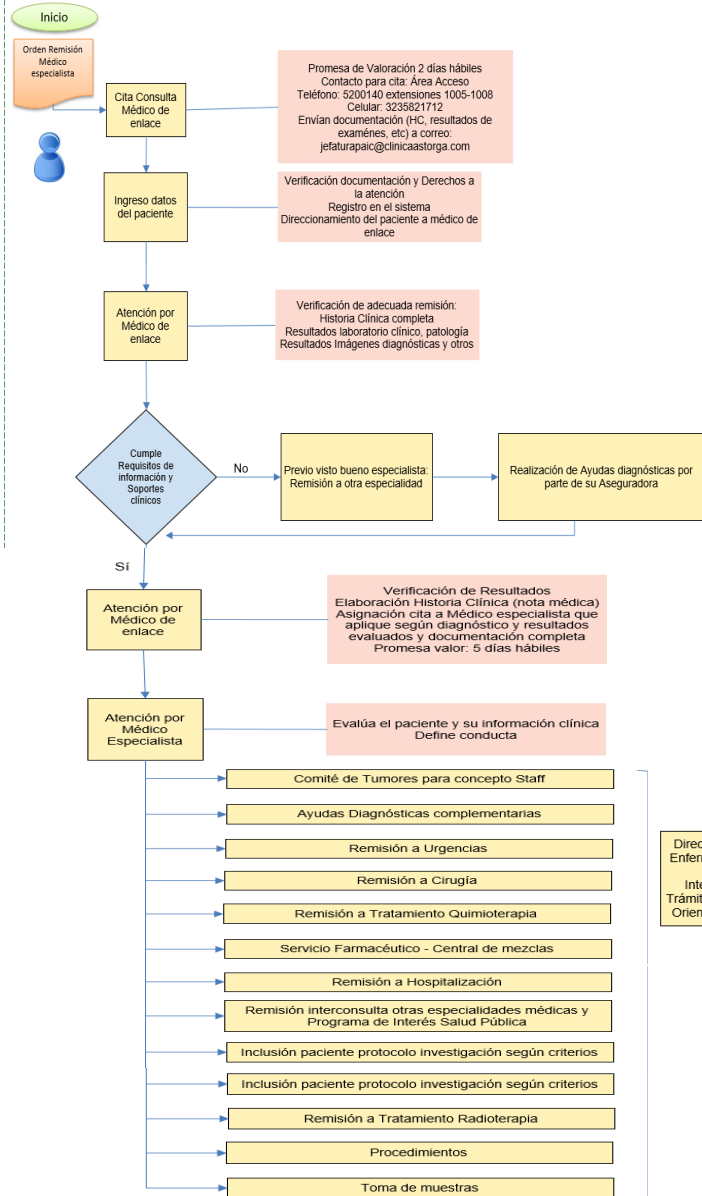 Inicio
Orden Remisión
Médico
especialista
Cita Consulta
Médico de
enlace
Promesa de Valoración 2 días hábiles
Contacto para cita: Área Acceso
Teléfono: 5200140 extensiones 1005-1008
Celular: 3235821712
Envían documentación (HC, resultados de
examénes, etc) a correo:
jefaturapaic@clinicaastorga.com
Ingreso datos
del paciente
Verificación documentación y Derechos a
la atención
Registro en el sistema
Direccionamiento del paciente a médico de
enlace
Atención por
Médico de
enlace
Verificación de adecuada remisión:
Historia Clínica completa
Resultados laboratorio clínico, patología
Resultados Imágenes diagnósticas y otros
Cumple
Requisitos de
información y
Soportes
clínicos
No
Previo visto bueno especialista:
Remisión a otra especialidad
Realización de Ayudas diagnósticas por
parte de su Aseguradora
Sí
Atención por
Médico de
enlace
Verificación de Resultados
Elaboración Historia Clínica (nota médica)
Asignación cita a Médico especialista que
aplique según diagnóstico y resultados
evaluados y documentación completa
Promesa valor: 5 días hábiles
Atención por
Médico
Especialista
Evalúa el paciente y su información clínica
Define conducta
Comité de Tumores para concepto Staff
Ayudas Diagnósticas complementarias
Remisión a Urgencias
Remisión a Cirugía
Remisión a Tratamiento Quimioterapia
Servicio Farmacéutico - Central de mezclas
Remisión a Hospitalización
Remisión interconsulta otras especialidades médicas y
Programa de Interés Salud Pública
Inclusión paciente protocolo investigación según criterios
Inclusión paciente protocolo investigación según criterios
Remisión a Tratamiento Radioterapia
Procedimientos
Toma de muestras